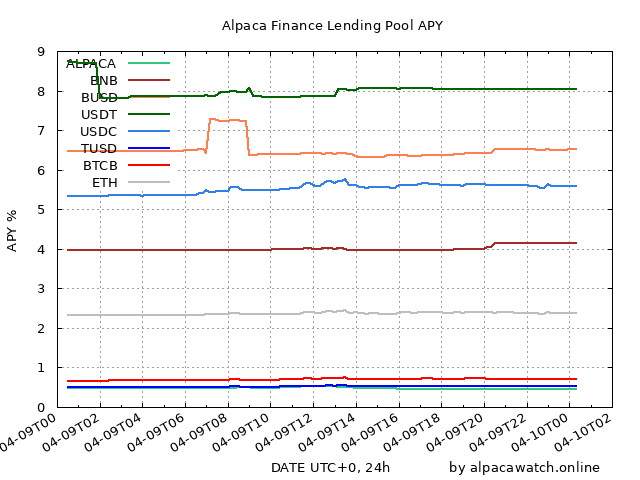 Alpaca Finance Lending Pool APY
9
8
7
6
5
4
3
2
1
0
APY %
ALPACA
BNB
BUSD
USDT
USDC
TUSD
BTCB
ETH
04-09T00
04-09T02
04-09T04
04-09T06
04-09T08
04-09T10
04-09T12
04-09T14
04-09T16
04-09T18
04-09T20
04-09T22
04-10T00
04-10T02
DATE UTC+0, 24h
by alpacawatch.online